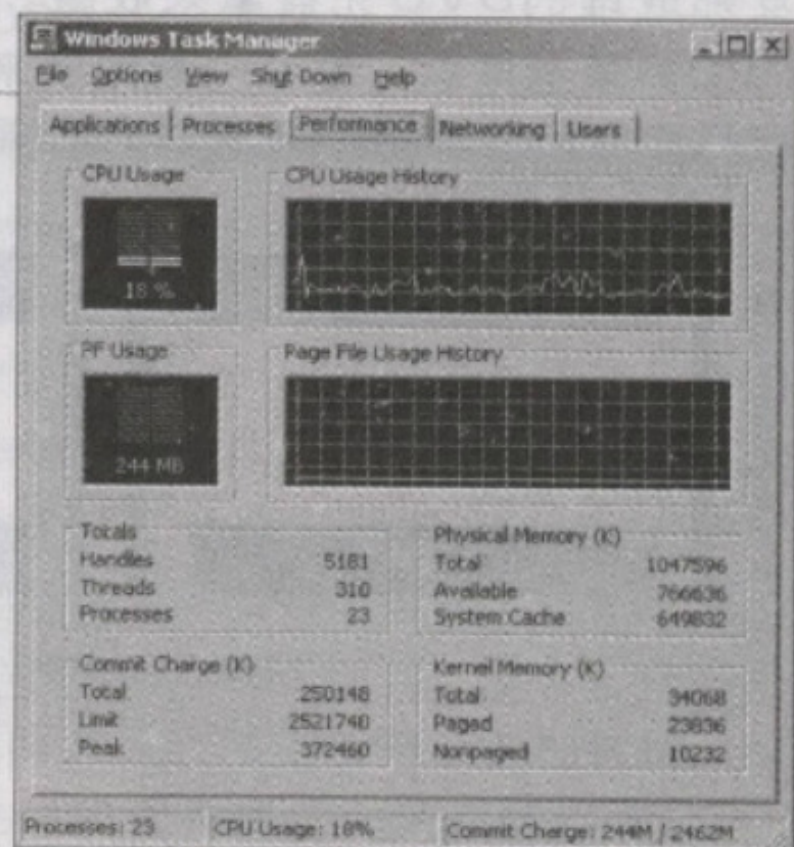 Windows Task Manager
File Options View Shut Down Help
Applications Processes Performance Networking Users
CPU Usage
CPU Usage History
18 %
PF Usage
Page File Usage History
244 MB
Totals
Handles 5181
Threads 310
Processes 23
Physical Memory (K)
Total 1047596
Available 766636
System Cache 649832
Commit Charge (K)
Total 250148
Limit 2521740
Peak 372460
Kernel Memory (K)
Total 34068
Paged 23836
Nonpaged 10232
Processes: 23 CPU Usage: 18% Commit Charge: 244M / 2462M